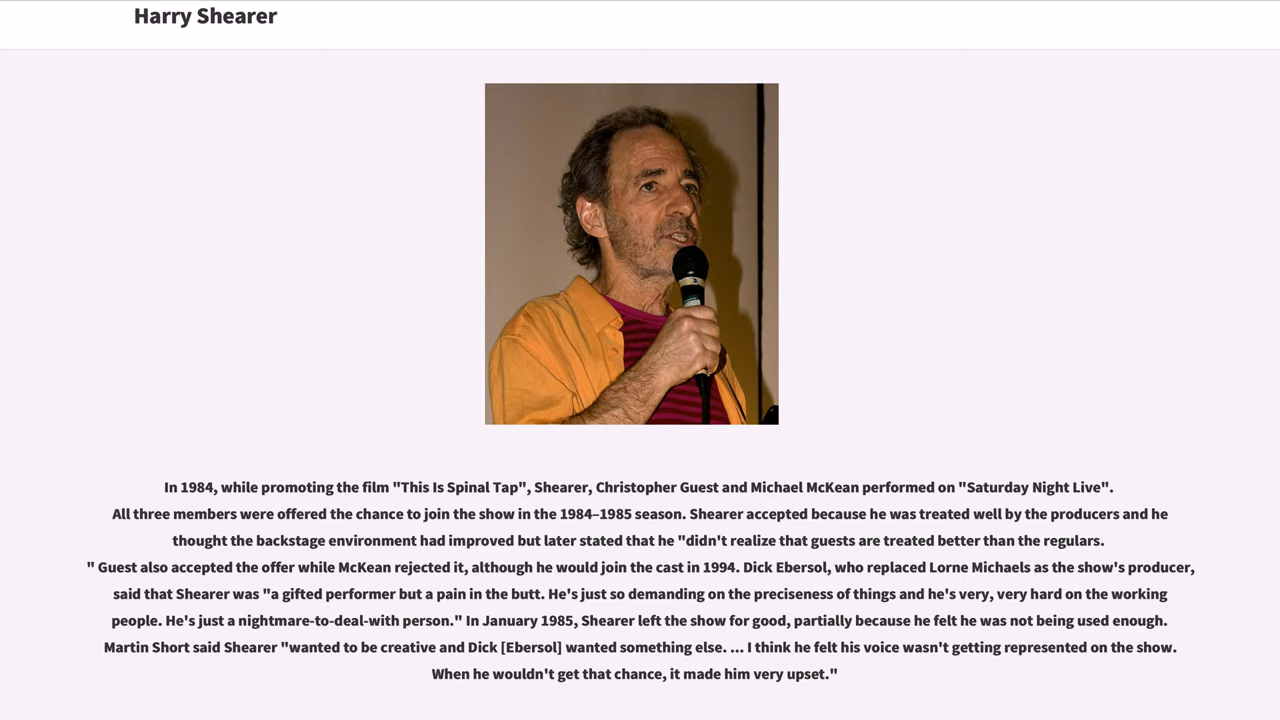 Harry Shearer
In 1984, while promoting the film "This Is Spinal Tap", Shearer, Christopher Guest and Michael McKean performed on "Saturday Night Live".
All three members were offered the chance to join the show in the 1984–1985 season. Shearer accepted because he was treated well by the producers and he
thought the backstage environment had improved but later stated that he "didn't realize that guests are treated better than the regulars.
" Guest also accepted the offer while McKean rejected it, although he would join the cast in 1994. Dick Ebersol, who replaced Lorne Michaels as the show's producer,
said that Shearer was "a gifted performer but a pain in the butt. He's just so demanding on the preciseness of things and he's very, very hard on the working
people. He's just a nightmare-to-deal-with person." In January 1985, Shearer left the show for good, partially because he felt he was not being used enough.
Martin Short said Shearer "wanted to be creative and Dick [Ebersol] wanted something else. ... I think he felt his voice wasn't getting represented on the show.
When he wouldn't get that chance, it made him very upset."